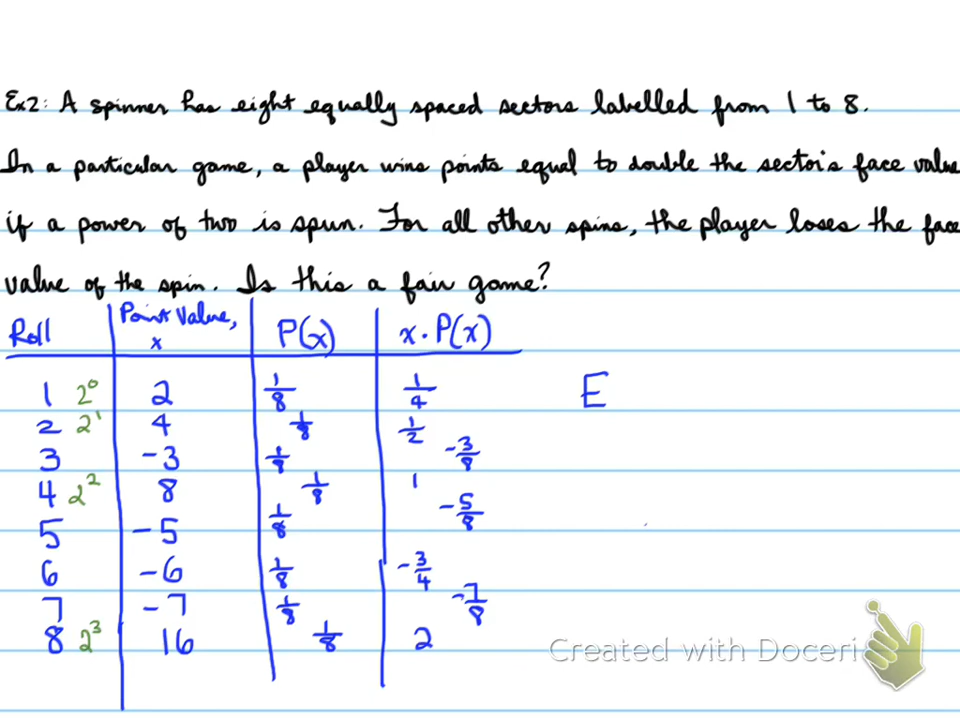 Ex2: A spinner has eight equally spaced sectors labelled from 1 to 8.
In a particular game, a player wins points equal to double the sector's face value
if a power of two is spun. For all other spins, the player loses the face
value of the spin. Is this a fair game?
Roll | Point Value, x | P(x) | x · P(x)
1 2⁰ | 2 | 1/8 | 1/4 E
2 2¹ | 4 | 1/8 | 1/2
3 | -3 | 1/8 | -3/8
4 2² | 8 | 1/8 | 1
5 | -5 | 1/8 | -5/8
6 | -6 | 1/8 | -3/4
7 | -7 | 1/8 | -7/8
8 2³ | 16 | 1/8 | 2
Created with Doceri